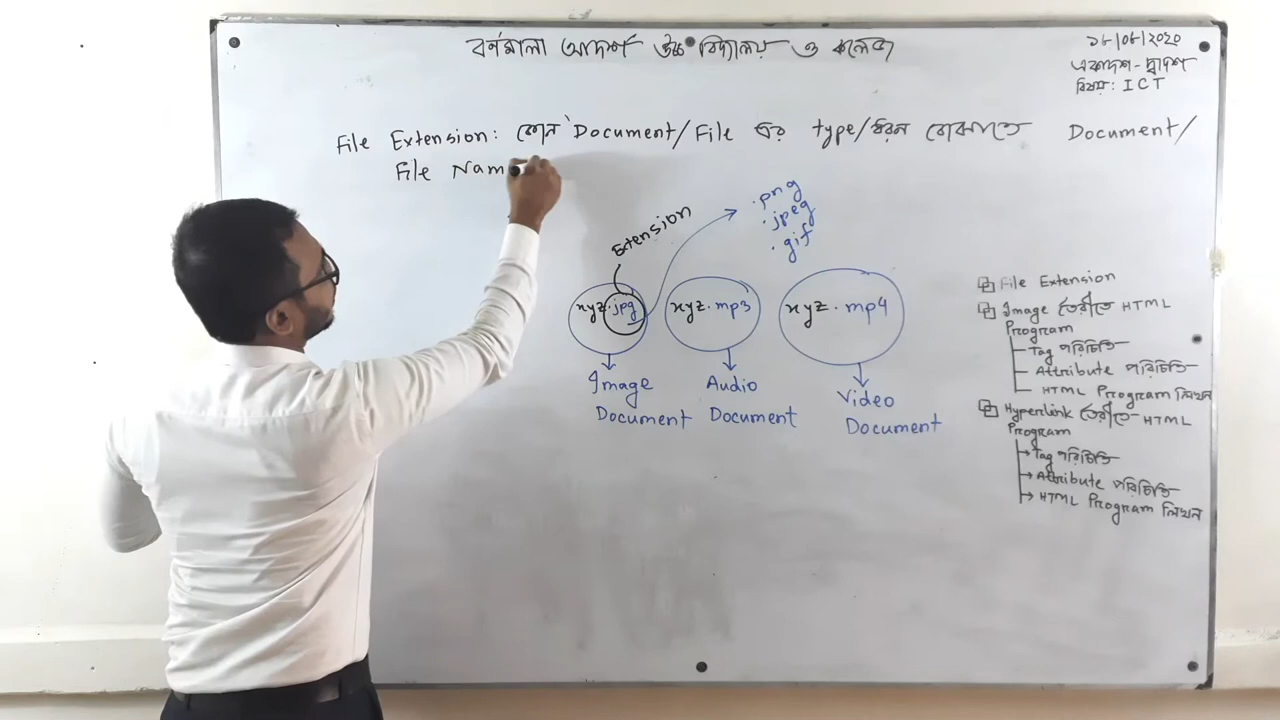 বর্ণমালা আদর্শ উচ্চ বিদ্যালয় ও কলেজ
১৮/০৮/২০২০
একাদশ-দ্বাদশ
বিষয়: ICT
File Extension: কোন Document/File এর type/ধরন বোঝাতে Document/
File Nam
Extension
.png
.jpeg
.gif
xyz.jpg
xyz.mp3
xyz.mp4
Image
Document
Audio
Document
Video
Document
File Extension
Image তৈরীতে HTML
Program
Tag পরিচিতি
Attribute পরিচিতি
HTML Program লিখন
Hyperlink তৈরীতে HTML
Program
Tag পরিচিতি
Attribute পরিচিতি
HTML Program লিখন